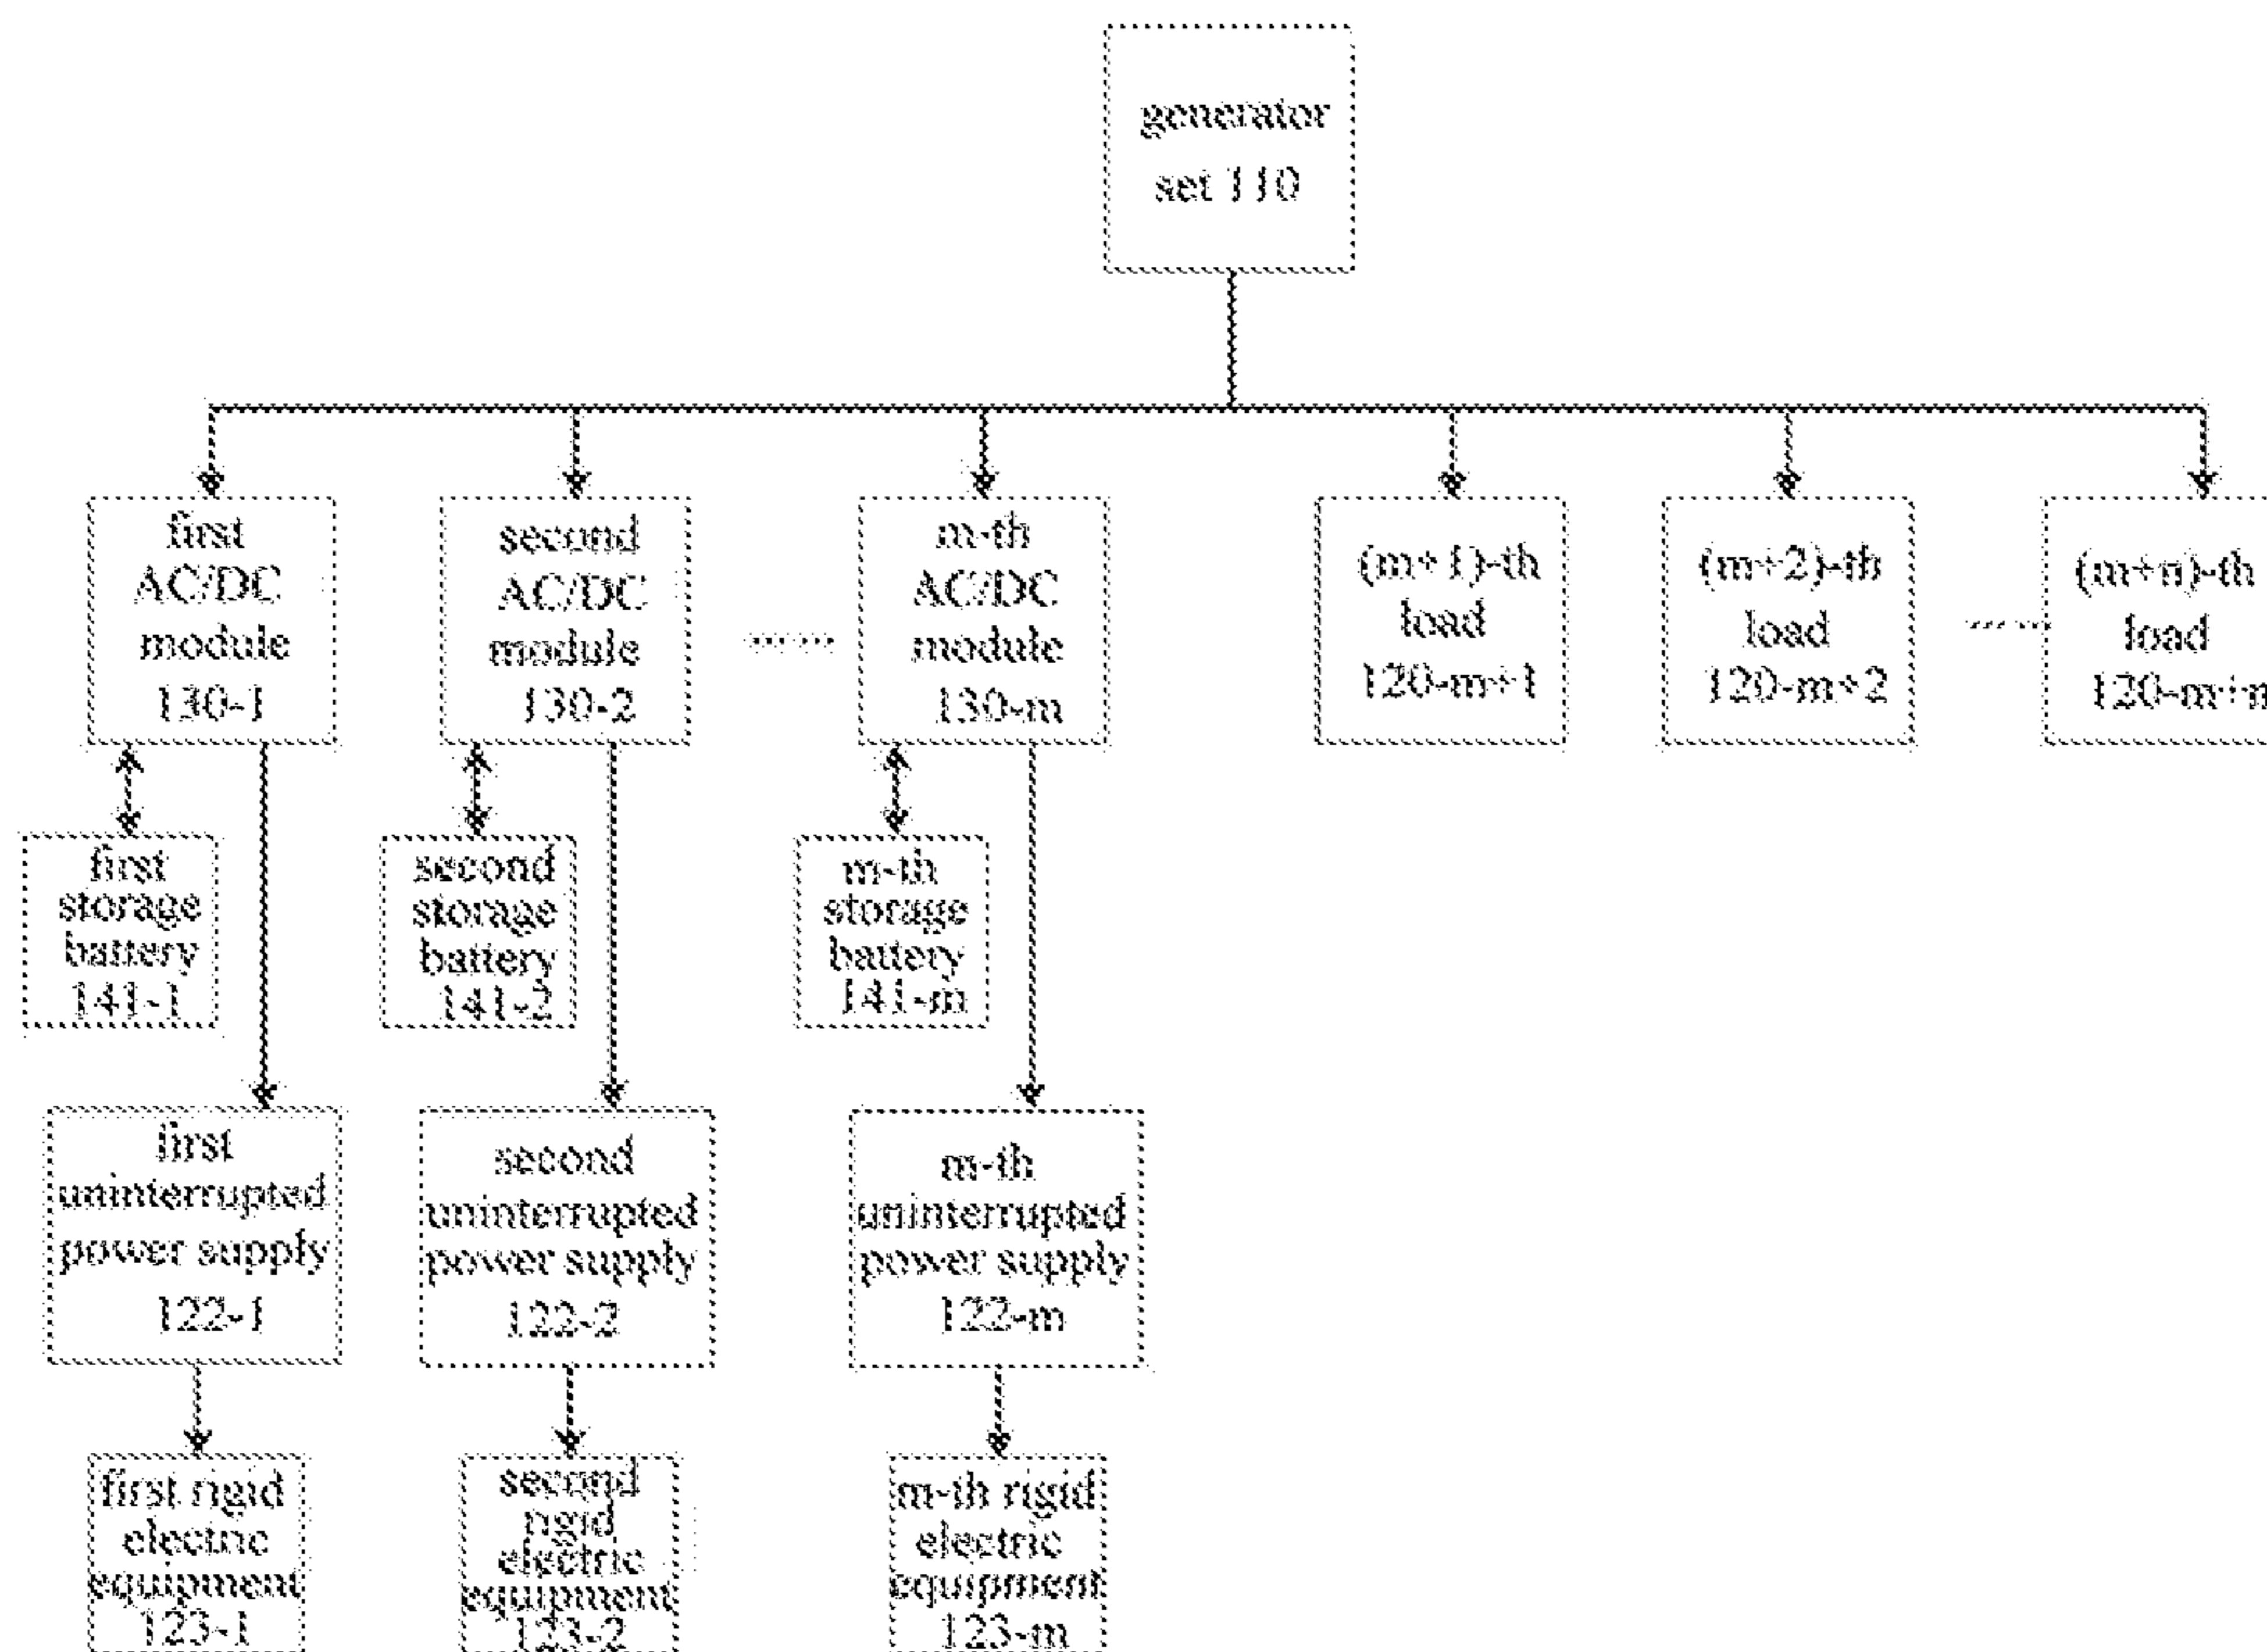 generator
set 110
first
AC/DC
module
130-1
second
AC/DC
module
130-2
......
m-th
AC/DC
module
130-m
(m+1)-th
load
120-m+1
(m+2)-th
load
120-m+2
......
(m+n)-th
load
120-m+n
first
storage
battery
141-1
second
storage
battery
141-2
m-th
storage
battery
141-m
first
uninterrupted
power supply
122-1
second
uninterrupted
power supply
122-2
m-th
uninterrupted
power supply
122-m
first rigid
electric
equipment
123-1
second
rigid
electric
equipment
123-2
m-th rigid
electric
equipment
123-m